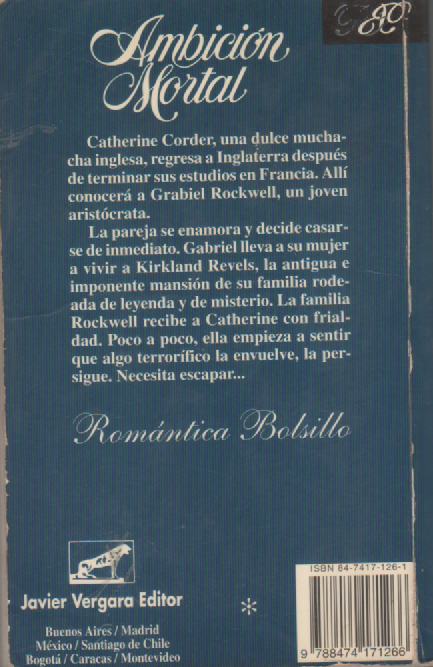 Ambición
Mortal
Catherine Corder, una dulce mucha-
cha inglesa, regresa a Inglaterra después
de terminar sus estudios en Francia. Allí
conocerá a Grabiel Rockwell, un joven
aristócrata.
La pareja se enamora y decide casar-
se de inmediato. Gabriel lleva a su mujer
a vivir a Kirkland Revels, la antigua e
imponente mansión de su familia rode-
ada de leyenda y de misterio. La familia
Rockwell recibe a Catherine con frial-
dad. Poco a poco, ella empieza a sentir
que algo terrorífico la envuelve, la per-
sigue. Necesita escapar...
Romántica Bolsillo
Javier Vergara Editor
Buenos Aires / Madrid
México / Santiago de Chile
Bogotá / Caracas / Montevideo
*
ISBN 84-7417-126-1
9 788474 171266